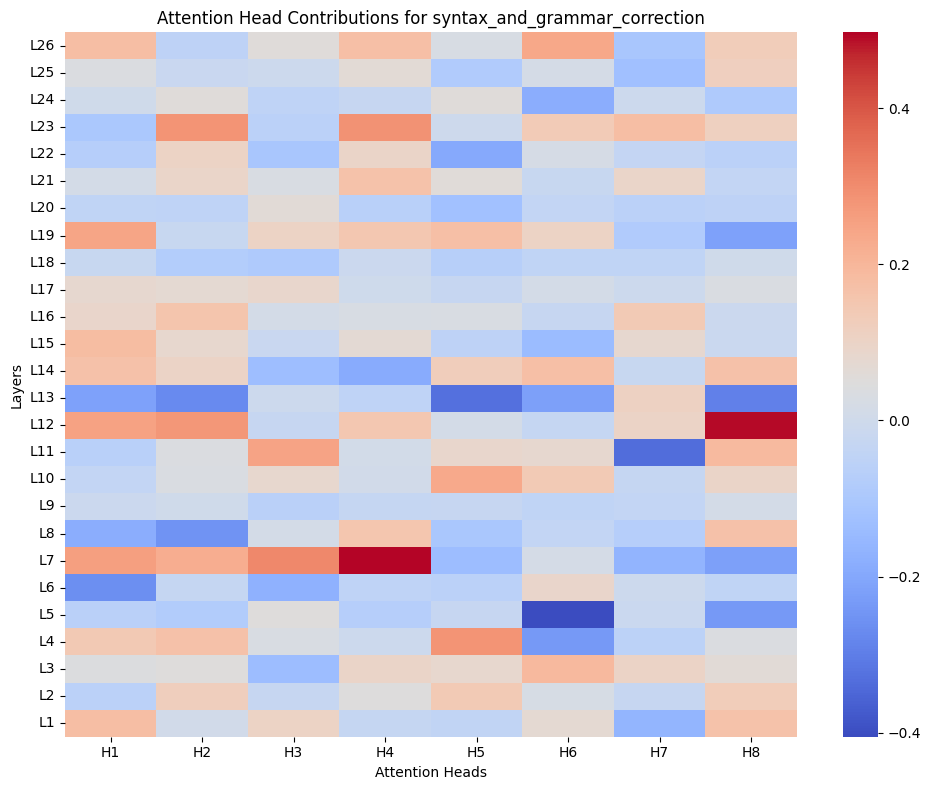 Attention Head Contributions for syntax_and_grammar_correction
L26
L25
L24
L23
L22
L21
L20
L19
L18
L17
L16
L15
L14
L13
L12
L11
L10
L9
L8
L7
L6
L5
L4
L3
L2
L1
Layers
H1 H2 H3 H4 H5 H6 H7 H8
Attention Heads
0.4
0.2
0.0
−0.2
−0.4